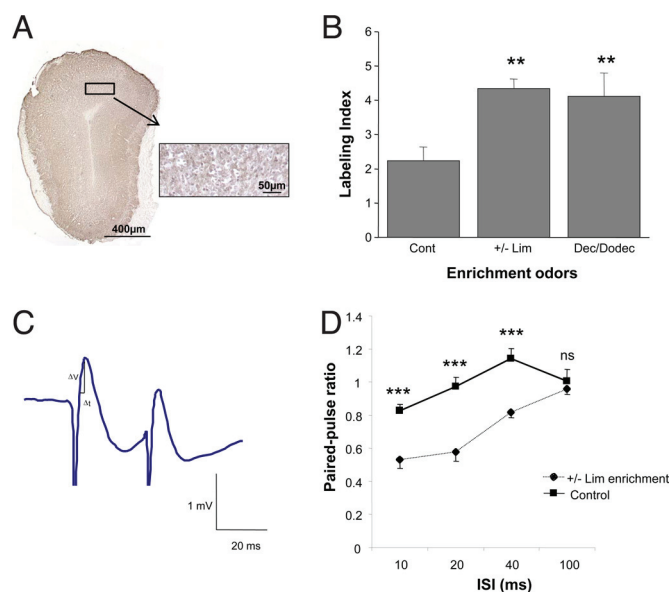 A
50µm
400µm
B
Labeling Index
6
5
4
3
2
1
0
** **
Cont +/- Lim Dec/Dodec
Enrichment odors
C
ΔV
Δt
1 mV
20 ms
D
Paired-pulse ratio
1.4
1.2
1
0.8
0.6
0.4
0.2
0
***
***
***
ns
+/- Lim enrichment
Control
10 20 40 100
ISI (ms)